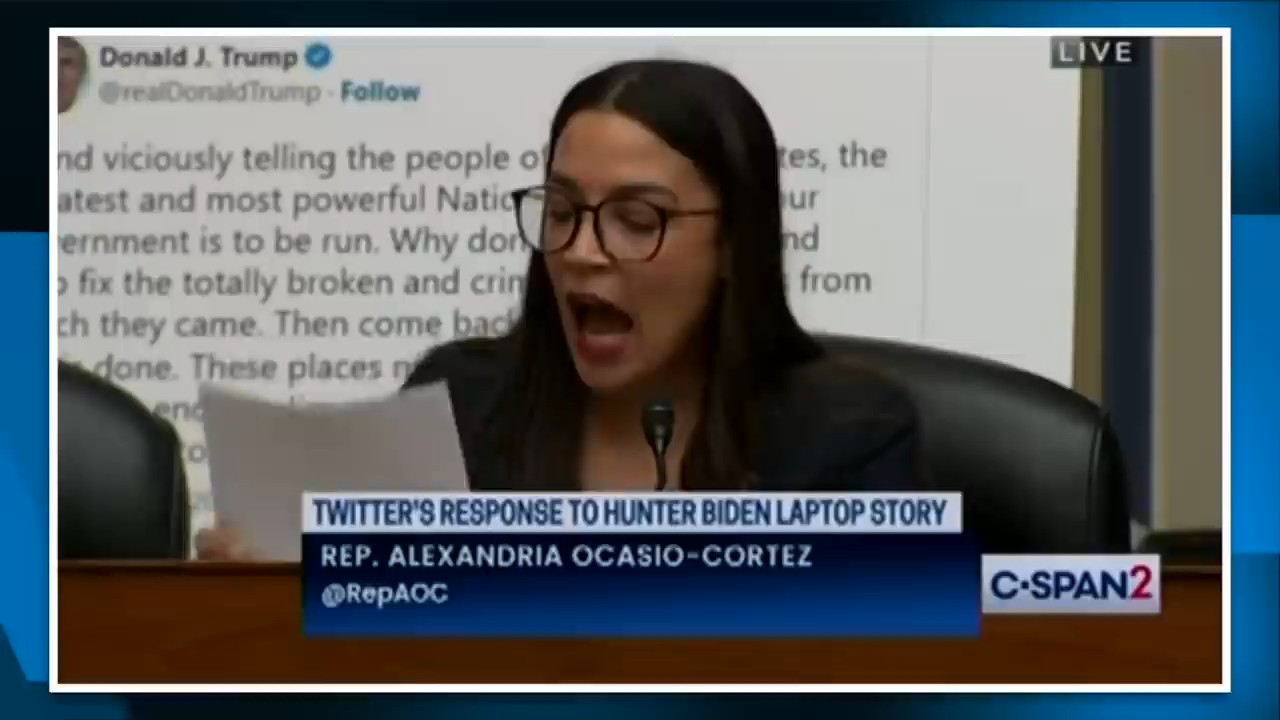 Donald J. Trump
LIVE
@realDonaldTrump · Follow
nd viciously telling the people of tes, the
atest and most powerful Natio ur
ernment is to be run. Why don nd
fix the totally broken and crim from
ch they came. Then come back
done. These places n
TWITTER'S RESPONSE TO HUNTER BIDEN LAPTOP STORY
REP. ALEXANDRIA OCASIO-CORTEZ
@RepAOC
C·SPAN2